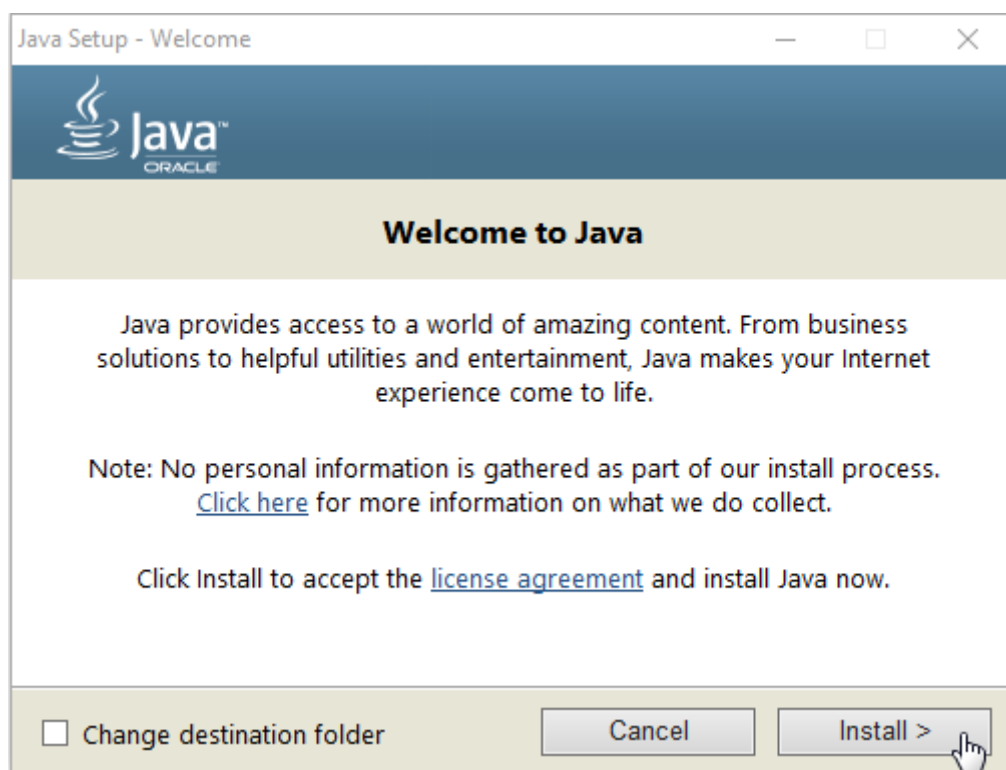 Java Setup - Welcome
Java™
ORACLE
Welcome to Java
Java provides access to a world of amazing content. From business
solutions to helpful utilities and entertainment, Java makes your Internet
experience come to life.
Note: No personal information is gathered as part of our install process.
Click here for more information on what we do collect.
Click Install to accept the license agreement and install Java now.
Change destination folder
Cancel
Install >